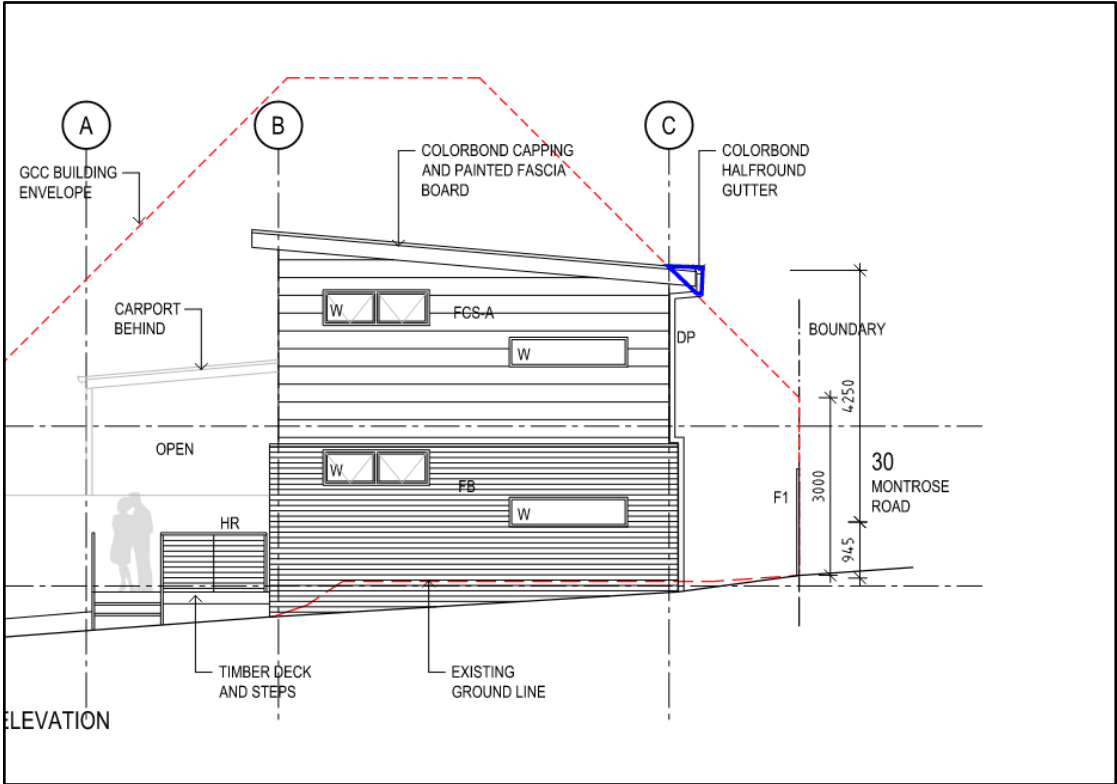 A
B
C
GCC BUILDING
ENVELOPE
COLORBOND CAPPING
AND PAINTED FASCIA
BOARD
COLORBOND
HALFROUND
GUTTER
CARPORT
BEHIND
W
FCS-A
W
DP
BOUNDARY
4250
OPEN
W
FB
W
HR
F1
3000
30
MONTROSE
ROAD
945
TIMBER DECK
AND STEPS
EXISTING
GROUND LINE
ELEVATION